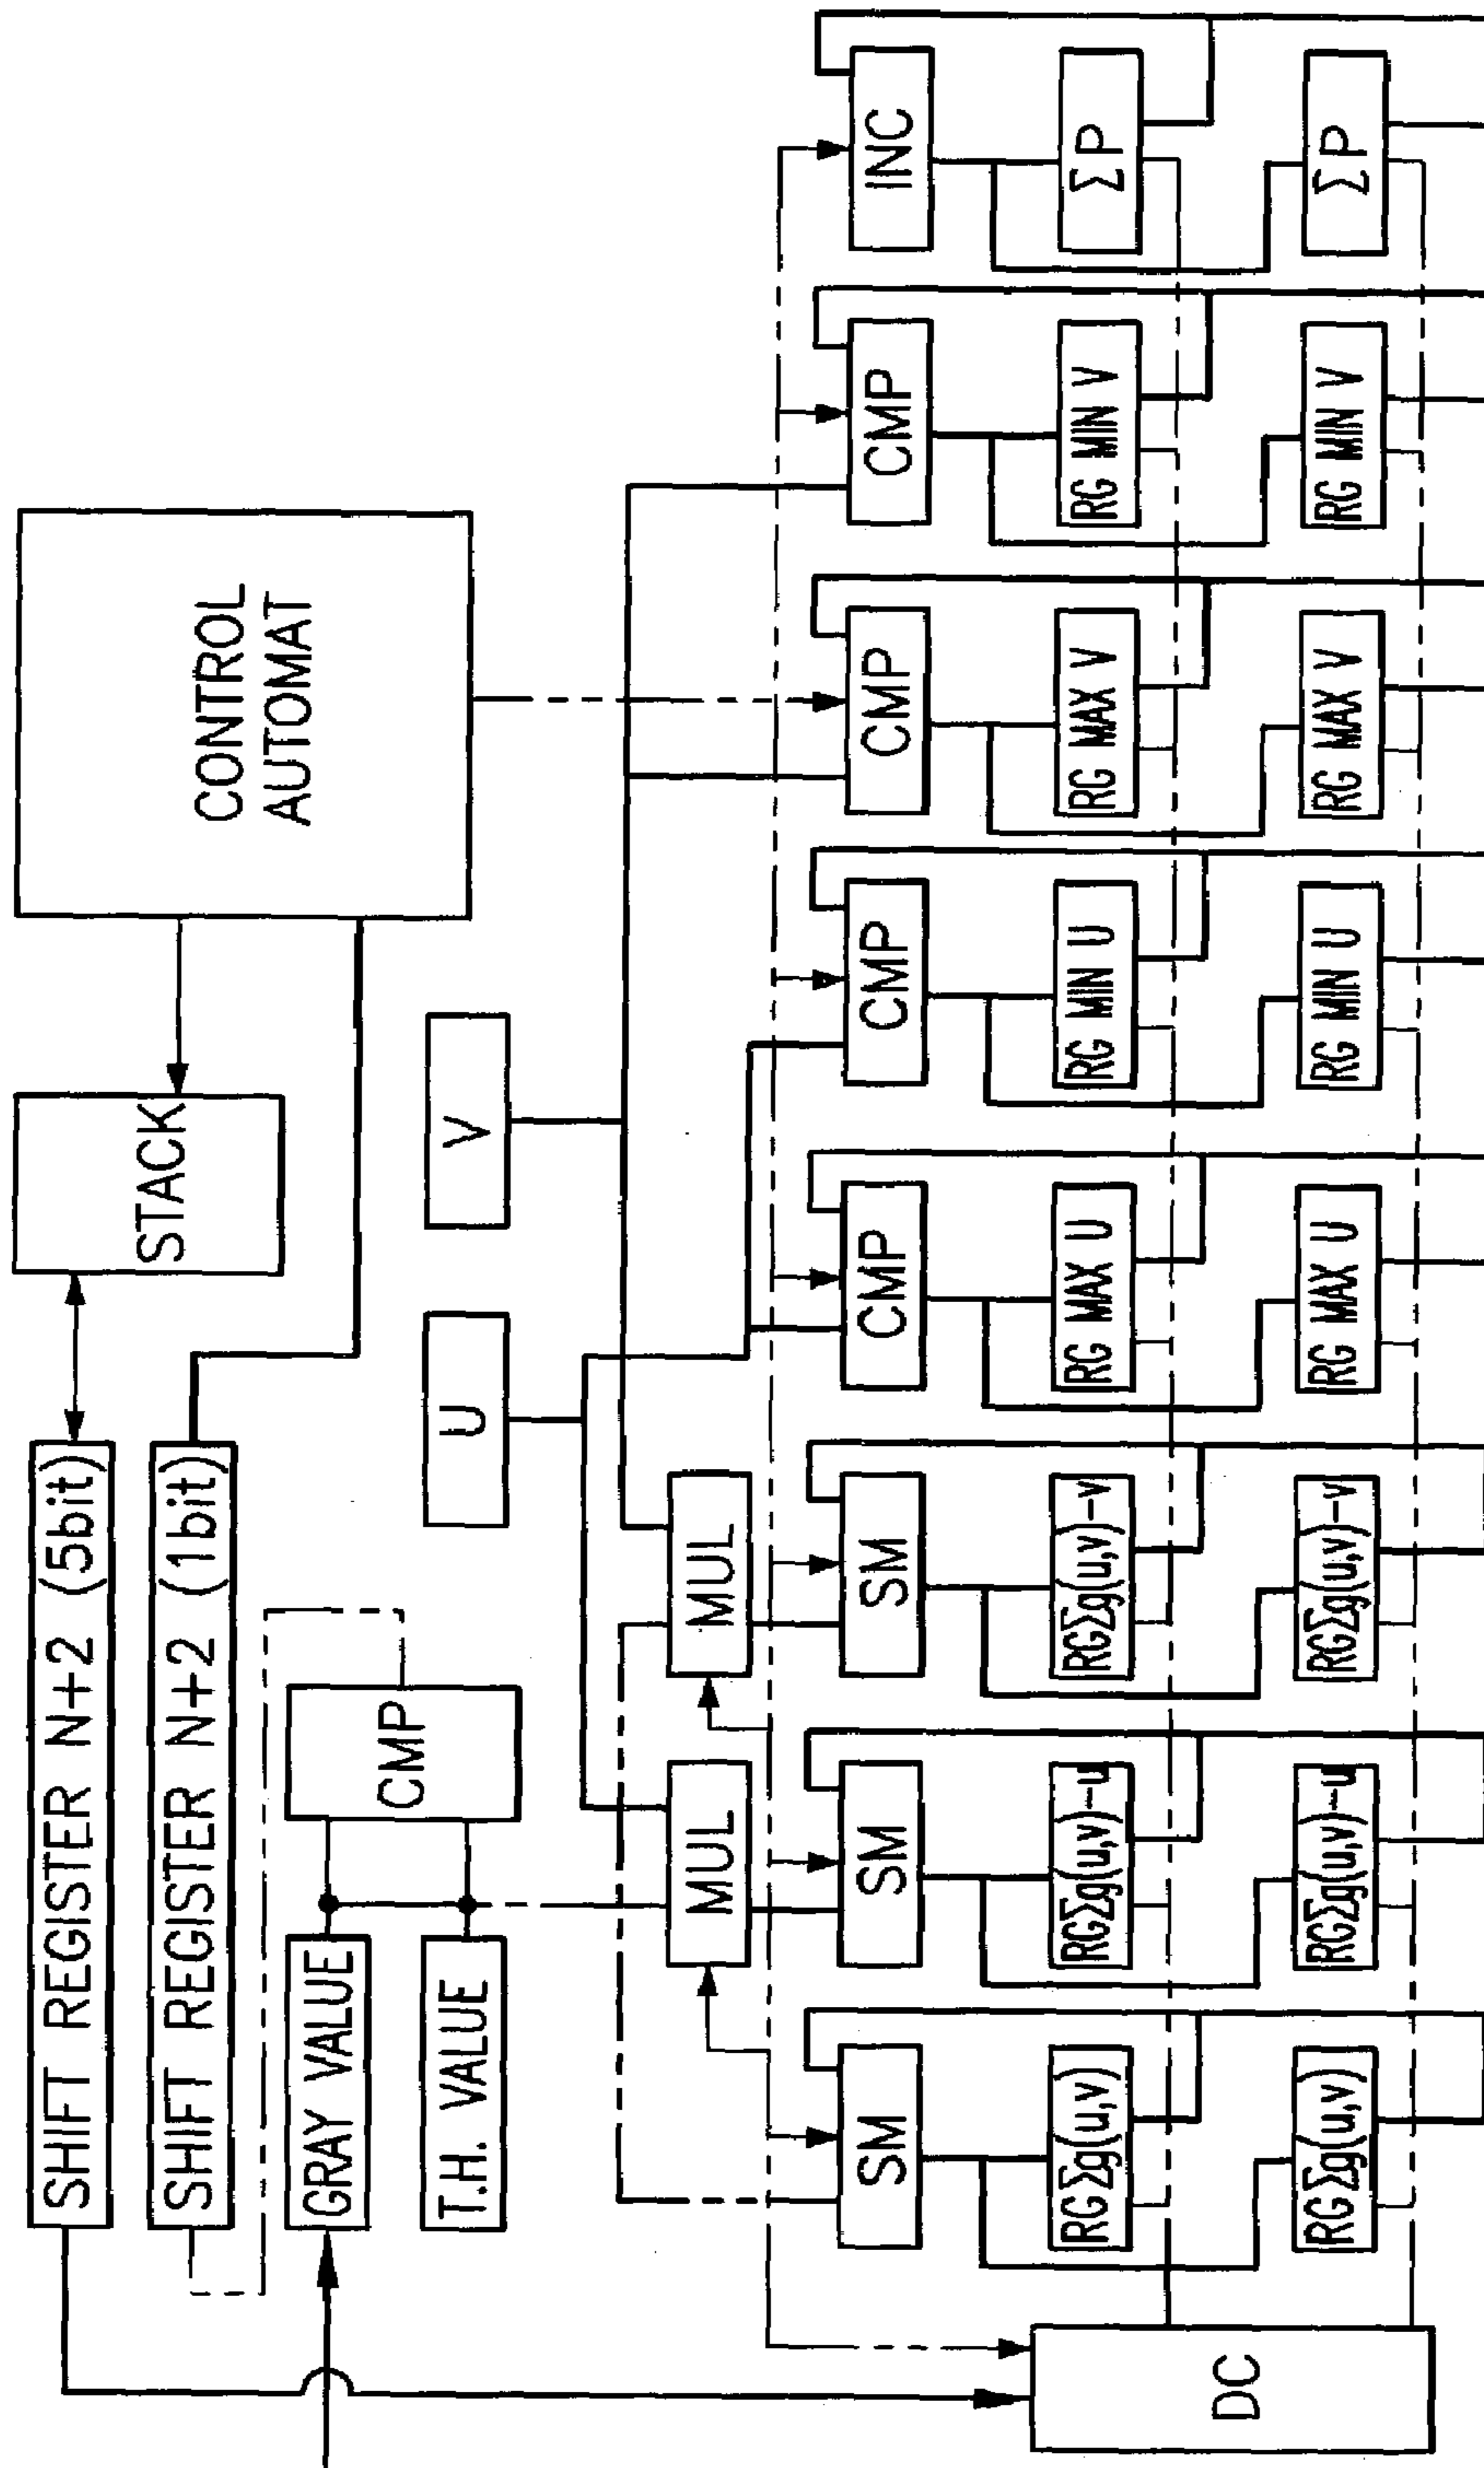 SHIFT REGISTER N+2 (5bit)
STACK
CONTROL
AUTOMAT
SHIFT REGISTER N+2 (1bit)
GRAY VALUE
CMP
T.H. VALUE
U
V
MUL
MUL
SM
SM
SM
CMP
CMP
CMP
CMP
INC
DC
RGΣg(u,v)
RGΣg(u,v)-u
RGΣg(u,v)-v
RG MAX U
RG MIN U
RG MAX V
RG MIN V
ΣP
RGΣg(u,v)
RGΣg(u,v)-u
RGΣg(u,v)-v
RG MAX U
RG MIN U
RG MAX V
RG MIN V
ΣP